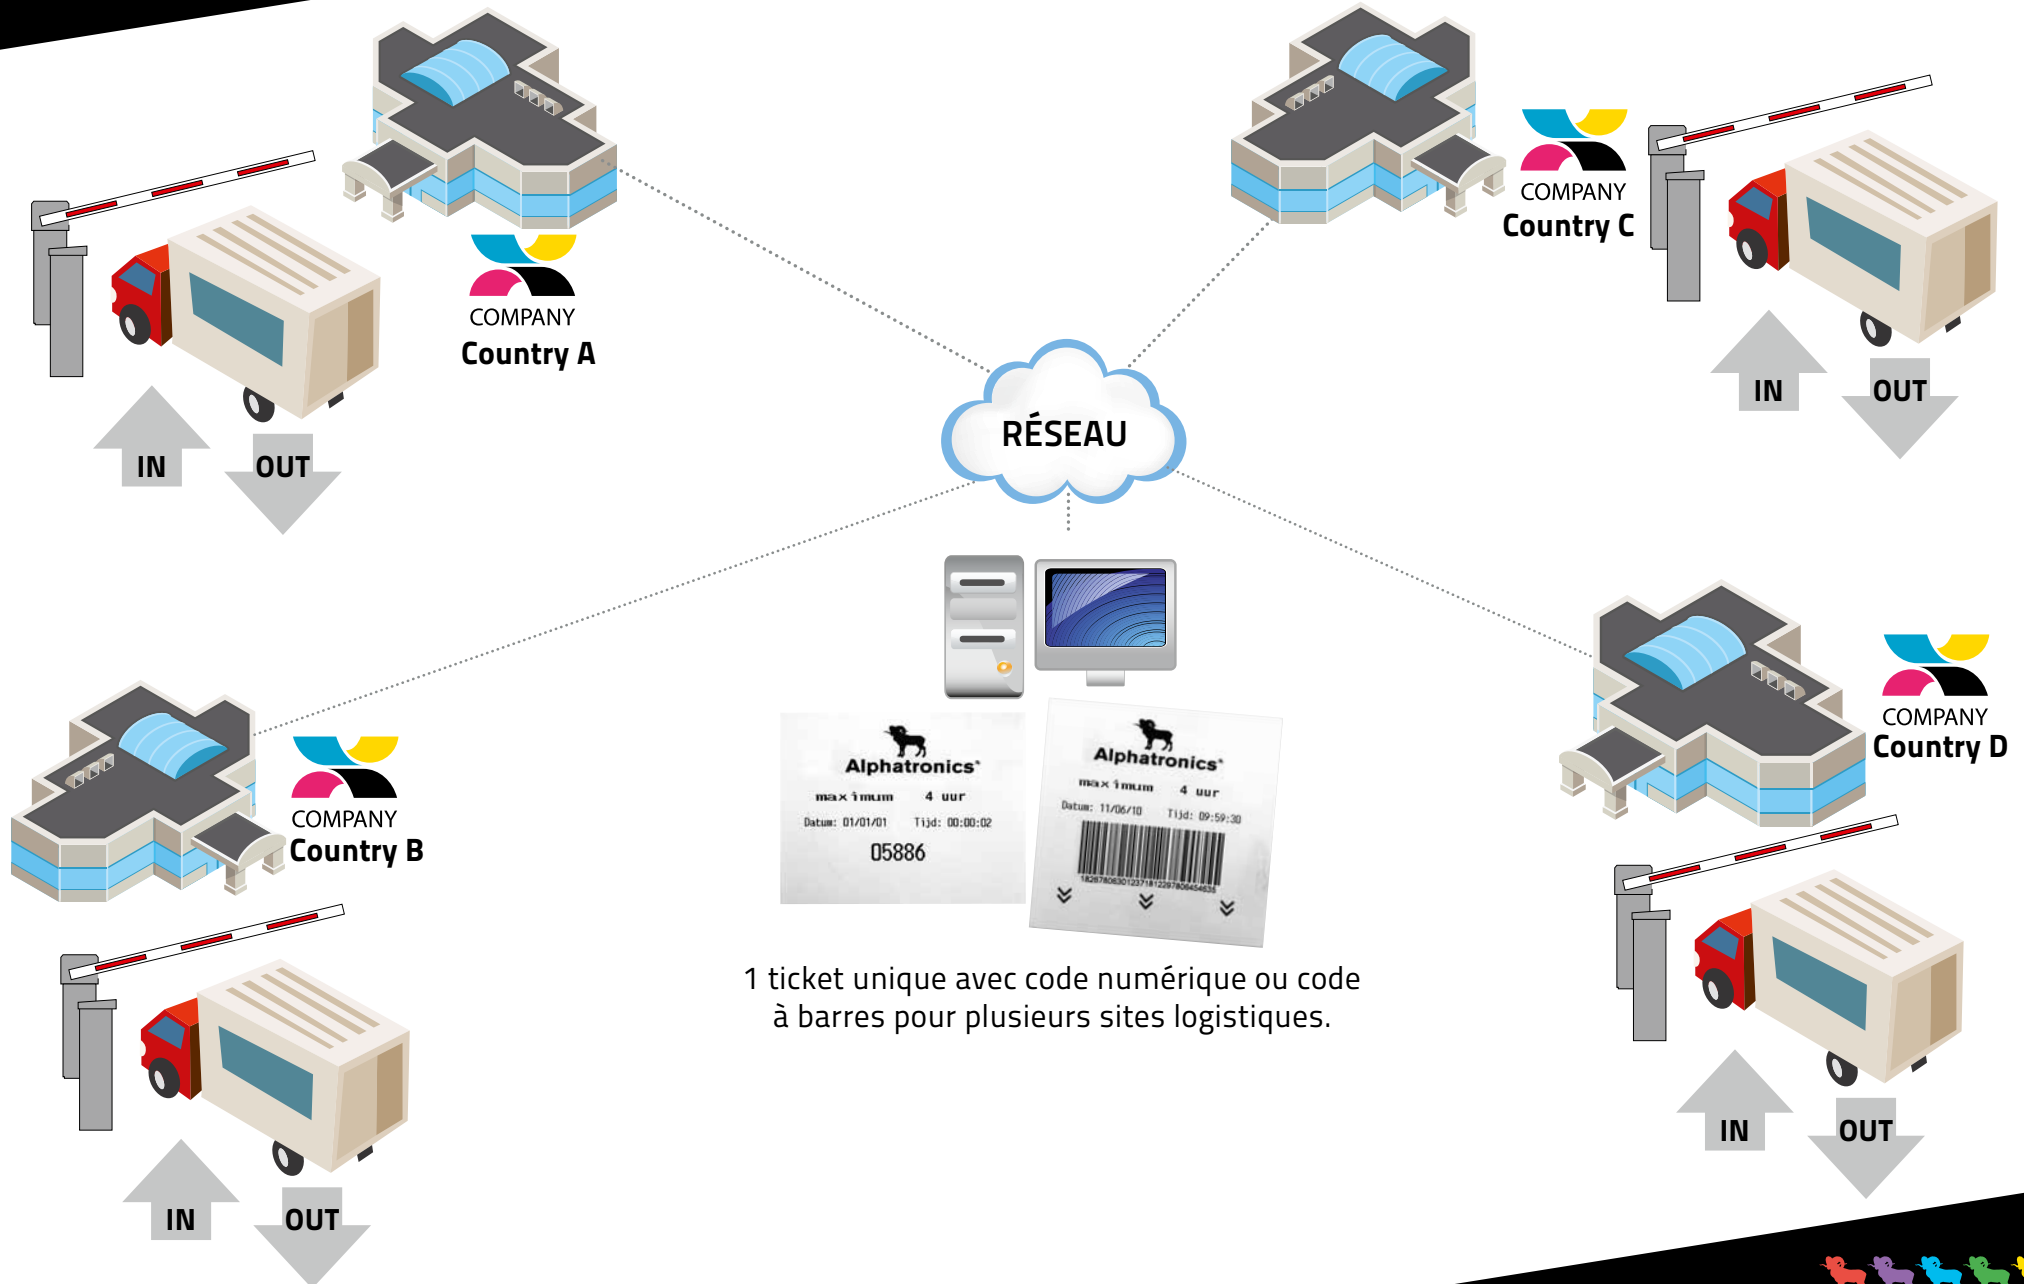 COMPANY
Country A
IN
OUT
COMPANY
Country C
IN
OUT
RÉSEAU
COMPANY
Country B
IN
OUT
COMPANY
Country D
IN
OUT
Alphatronics
maximum 4 uur
Datum: 01/01/01 Tijd: 00:00:02
05886
Alphatronics
maximum 4 uur
Datum: 11/06/10 Tijd: 09:59:30
1 ticket unique avec code numérique ou code
à barres pour plusieurs sites logistiques.